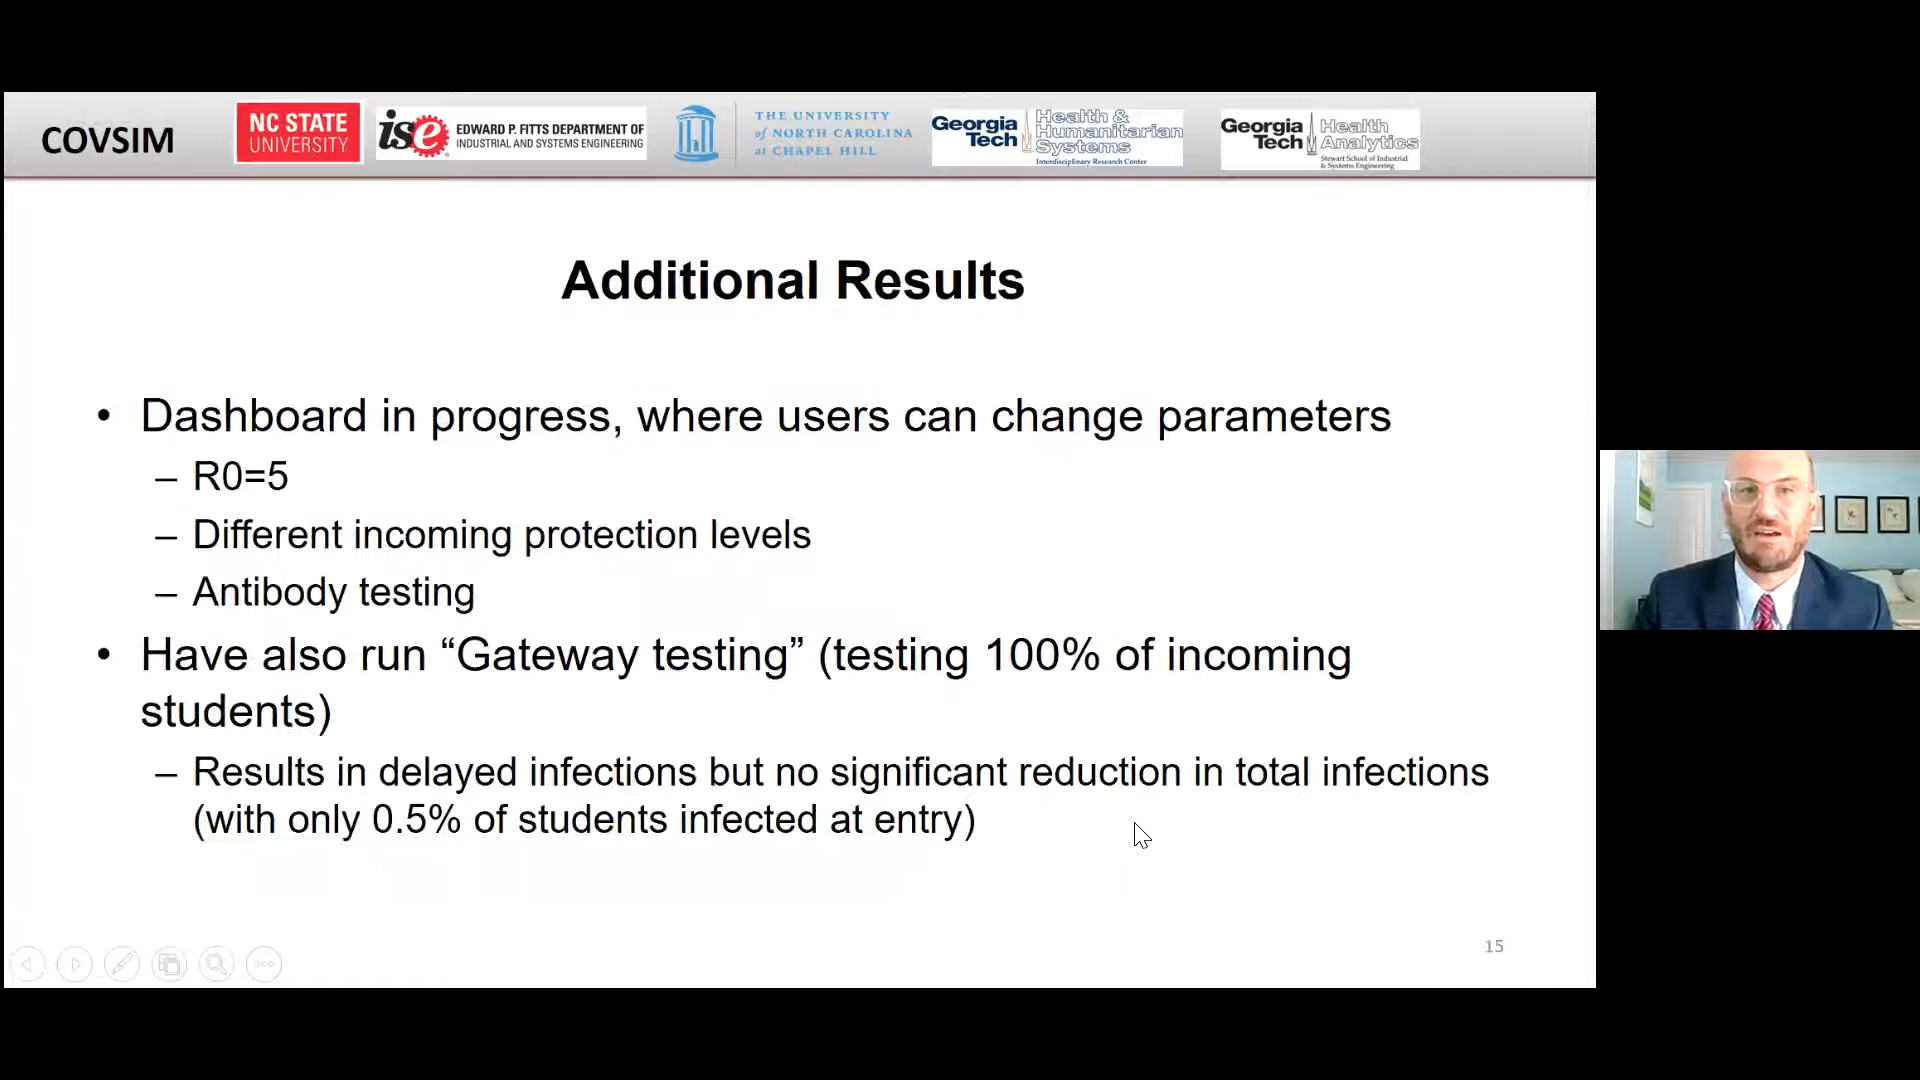 COVSIM
NC STATE
UNIVERSITY
ise
EDWARD P. FITTS DEPARTMENT OF
INDUSTRIAL AND SYSTEMS ENGINEERING
THE UNIVERSITY
of NORTH CAROLINA
at CHAPEL HILL
Georgia
Tech
Health &
Humanitarian
Systems
Interdisciplinary Research Center
Georgia
Tech
Health
Analytics
Stewart School of Industrial
& Systems Engineering
Additional Results
• Dashboard in progress, where users can change parameters
– R0=5
– Different incoming protection levels
– Antibody testing
• Have also run “Gateway testing” (testing 100% of incoming
students)
– Results in delayed infections but no significant reduction in total infections
(with only 0.5% of students infected at entry)
15